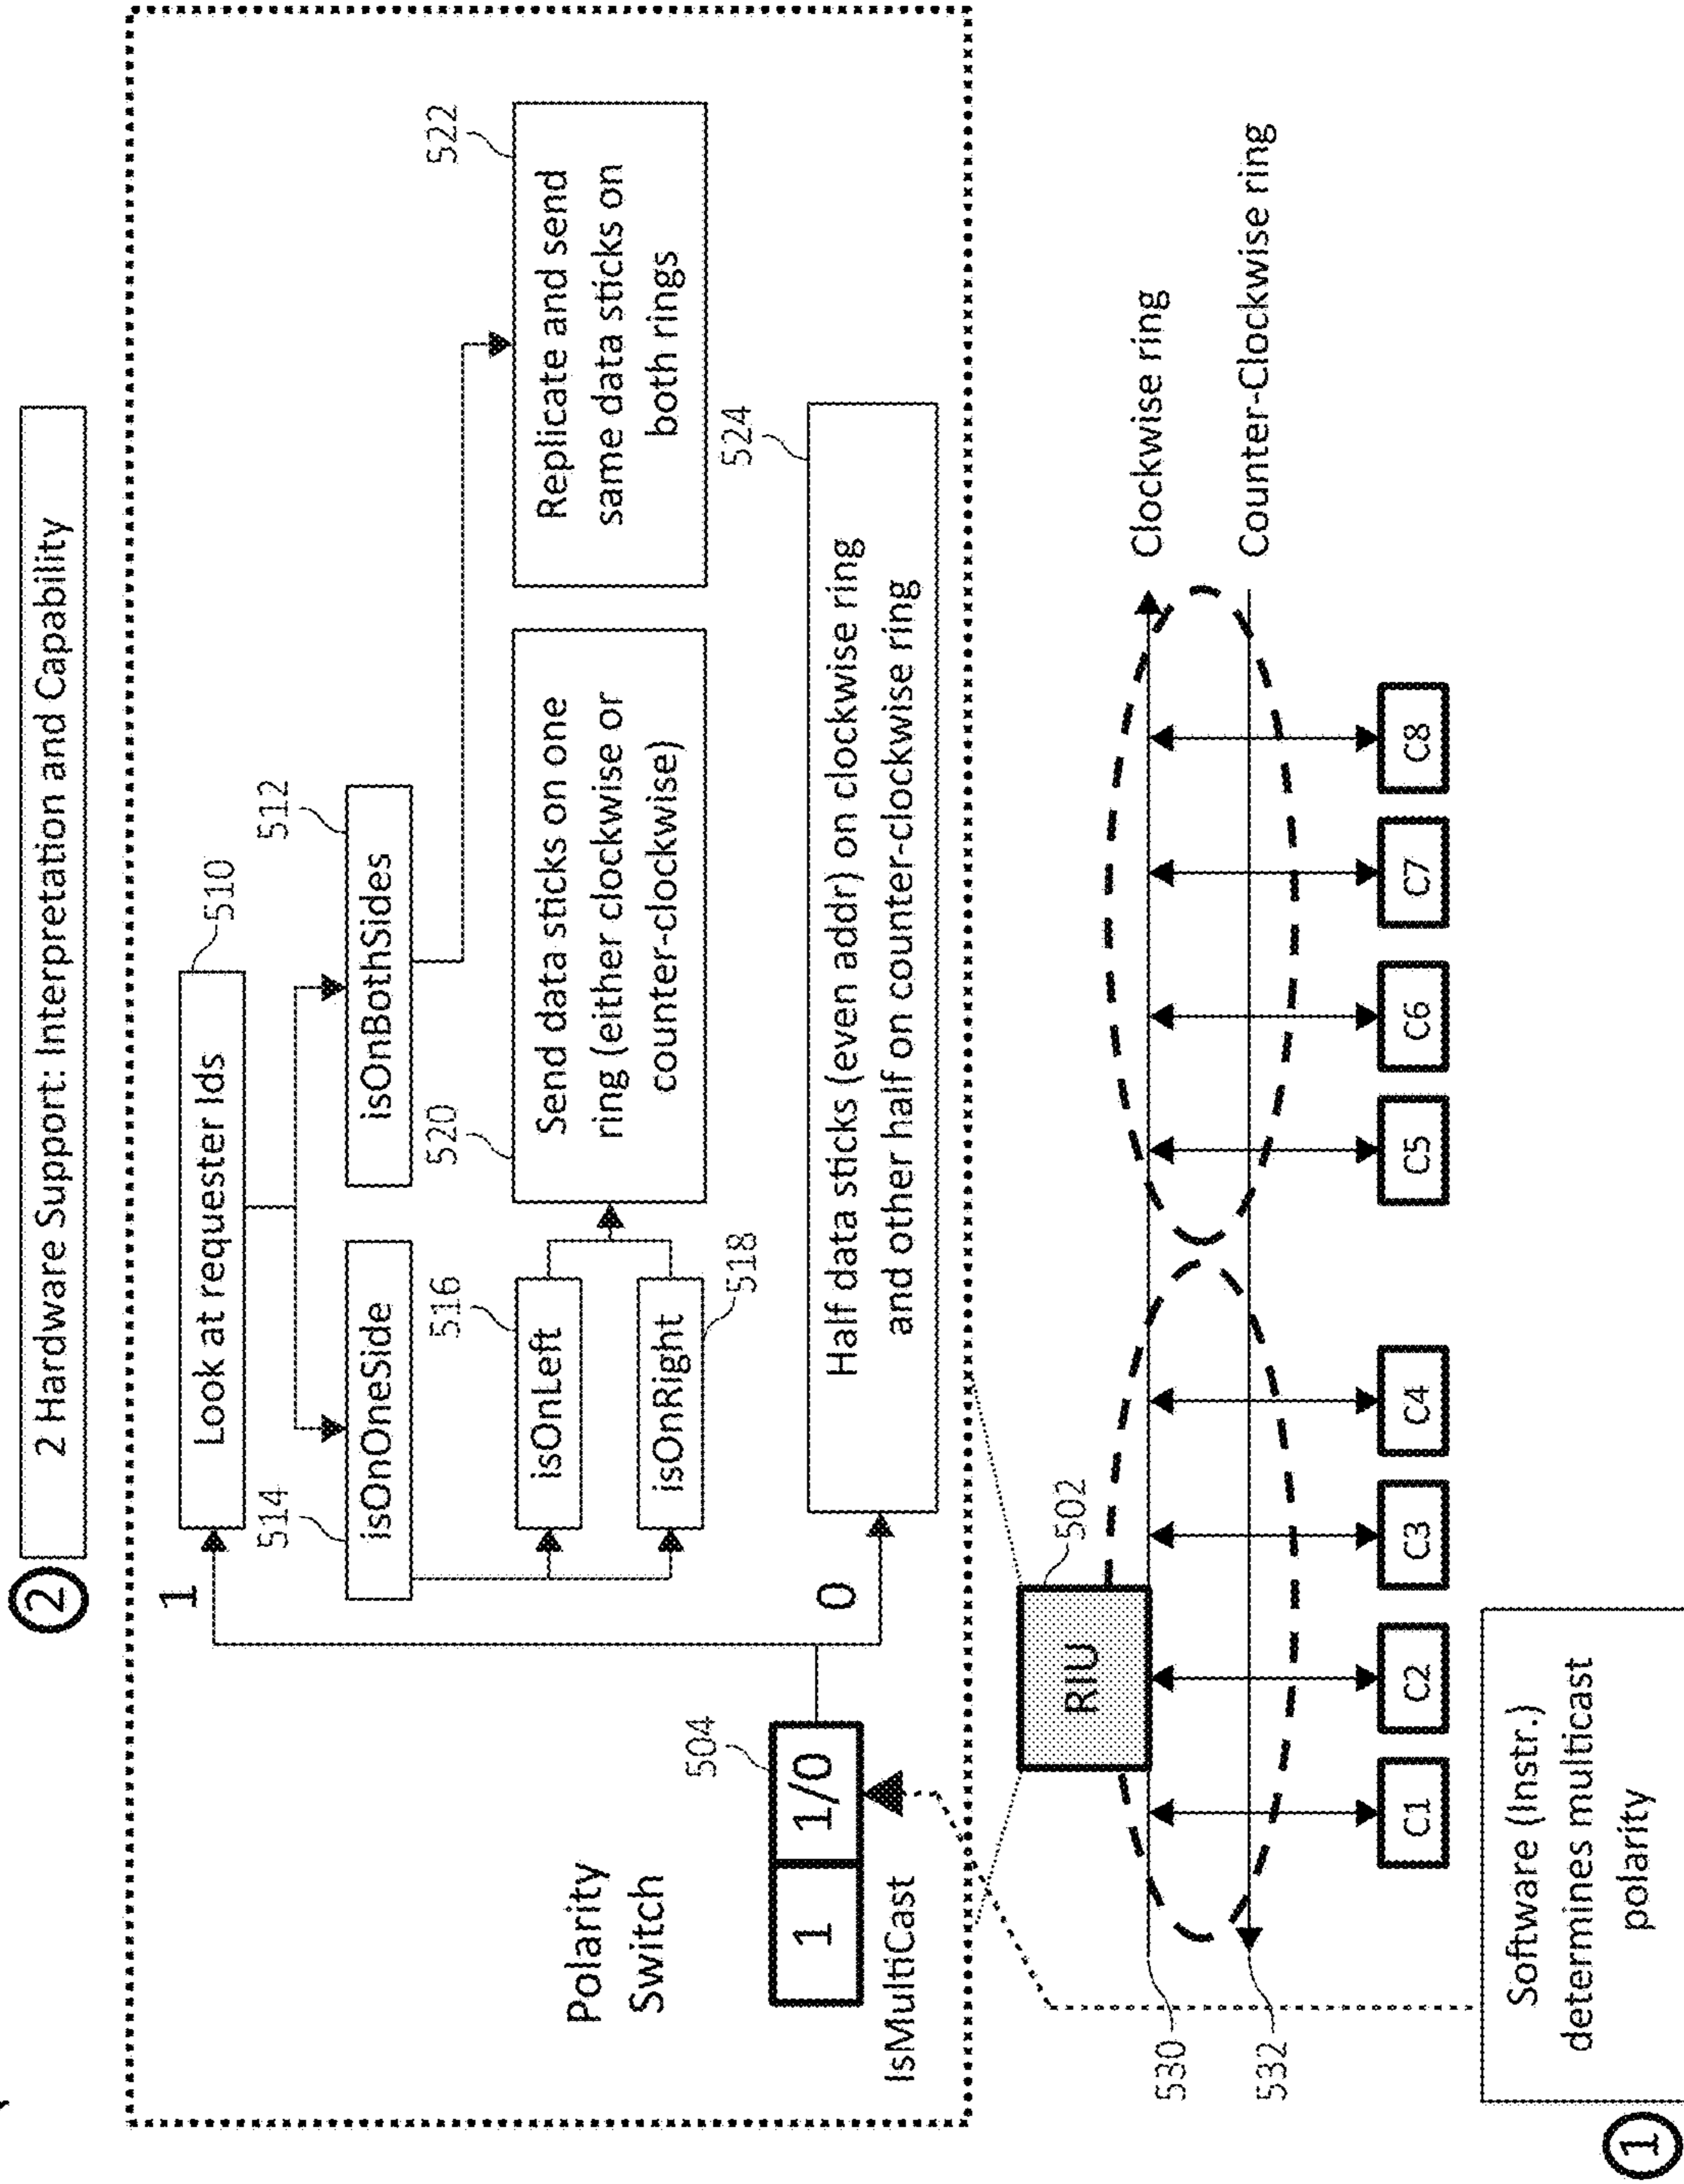 ② 2 Hardware Support: Interpretation and Capability
1
Look at requester Ids
510
514
isOnOneSide
isOnBothSides
512
516
isOnLeft
isOnRight
518
520
Send data sticks on one
ring (either clockwise or
counter-clockwise)
522
Replicate and send
same data sticks on
both rings
Polarity
Switch
504
1 1/0
IsMultiCast
0
524
Half data sticks (even addr) on clockwise ring
and other half on counter-clockwise ring
RIU
502
530
Clockwise ring
532
Counter-Clockwise ring
C1 C2 C3 C4 C5 C6 C7 C8
① Software (Instr.)
determines multicast
polarity